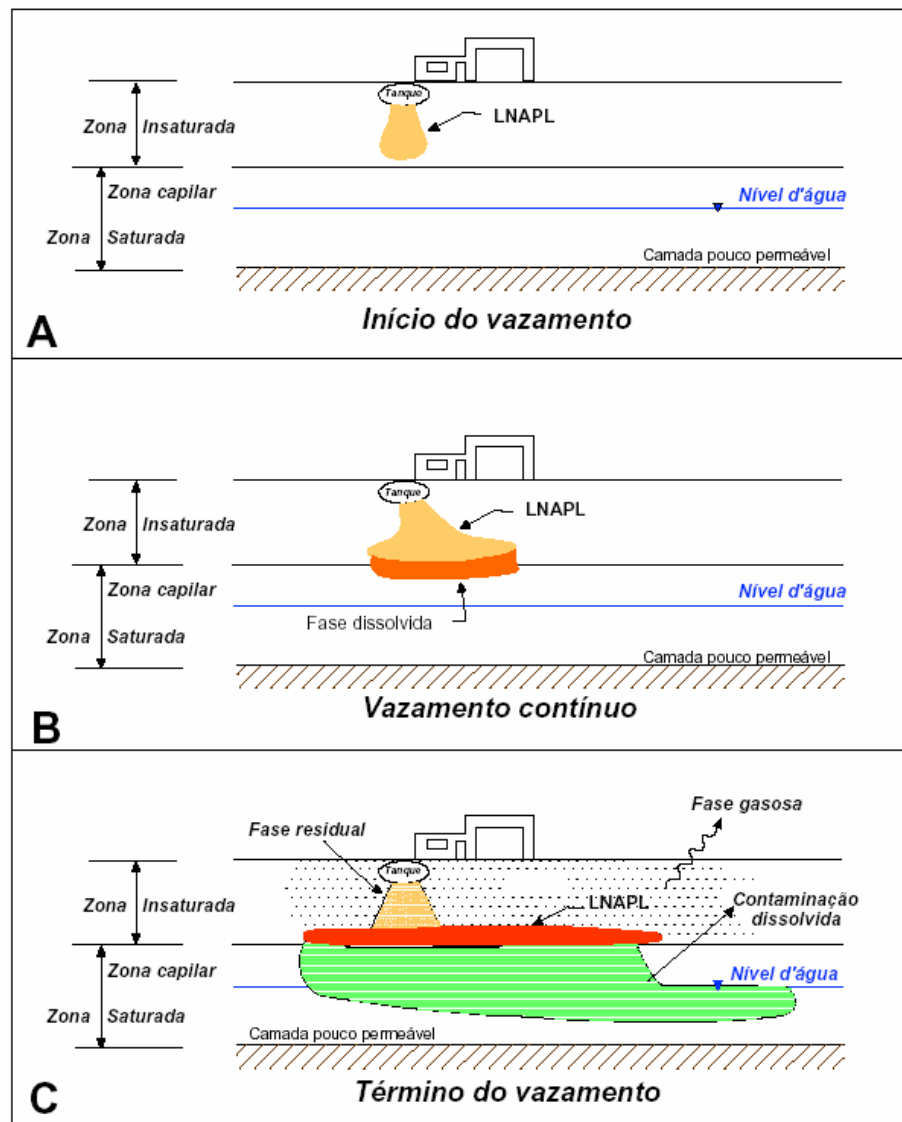 Tanque
LNAPL
Zona Insaturada
Zona capilar
Nível d'água
Zona Saturada
Camada pouco permeável
A
Início do vazamento
Tanque
Zona Insaturada
LNAPL
Zona capilar
Nível d'água
Fase dissolvida
Zona Saturada
Camada pouco permeável
B
Vazamento contínuo
Fase gasosa
Fase residual
Tanque
Zona Insaturada
LNAPL
Contaminação
dissolvida
Zona capilar
Nível d'água
Zona Saturada
Camada pouco permeável
C
Término do vazamento